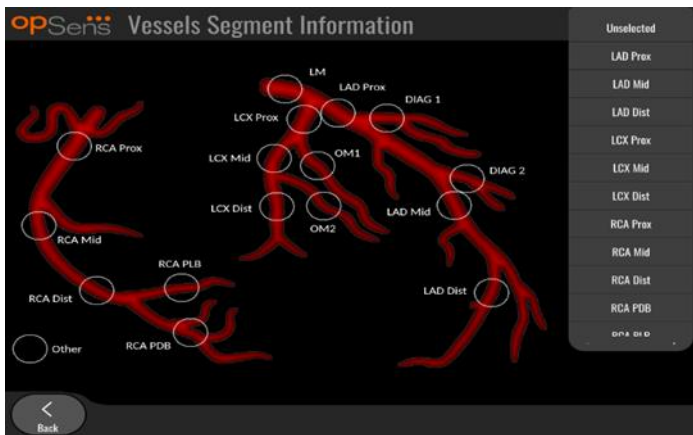 opSens Vessels Segment Information
LM
LAD Prox
DIAG 1
LCX Prox
RCA Prox
LCX Mid
OM1
DIAG 2
LCX Dist
LAD Mid
OM2
RCA Mid
RCA PLB
LAD Dist
RCA Dist
RCA PDB
Other
Back
Unselected
LAD Prox
LAD Mid
LAD Dist
LCX Prox
LCX Mid
LCX Dist
RCA Prox
RCA Mid
RCA Dist
RCA PDB
RCA PLB